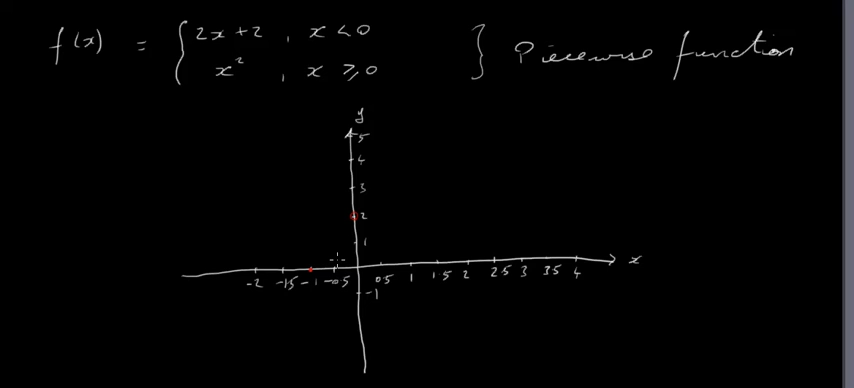 f(x) = { 2x+2 , x < 0
x² , x ≥ 0 } Piecewise function
y
5
4
3
2
1
-2 -1.5 -1 -0.5 0.5 1 1.5 2 2.5 3 3.5 4 x
-1